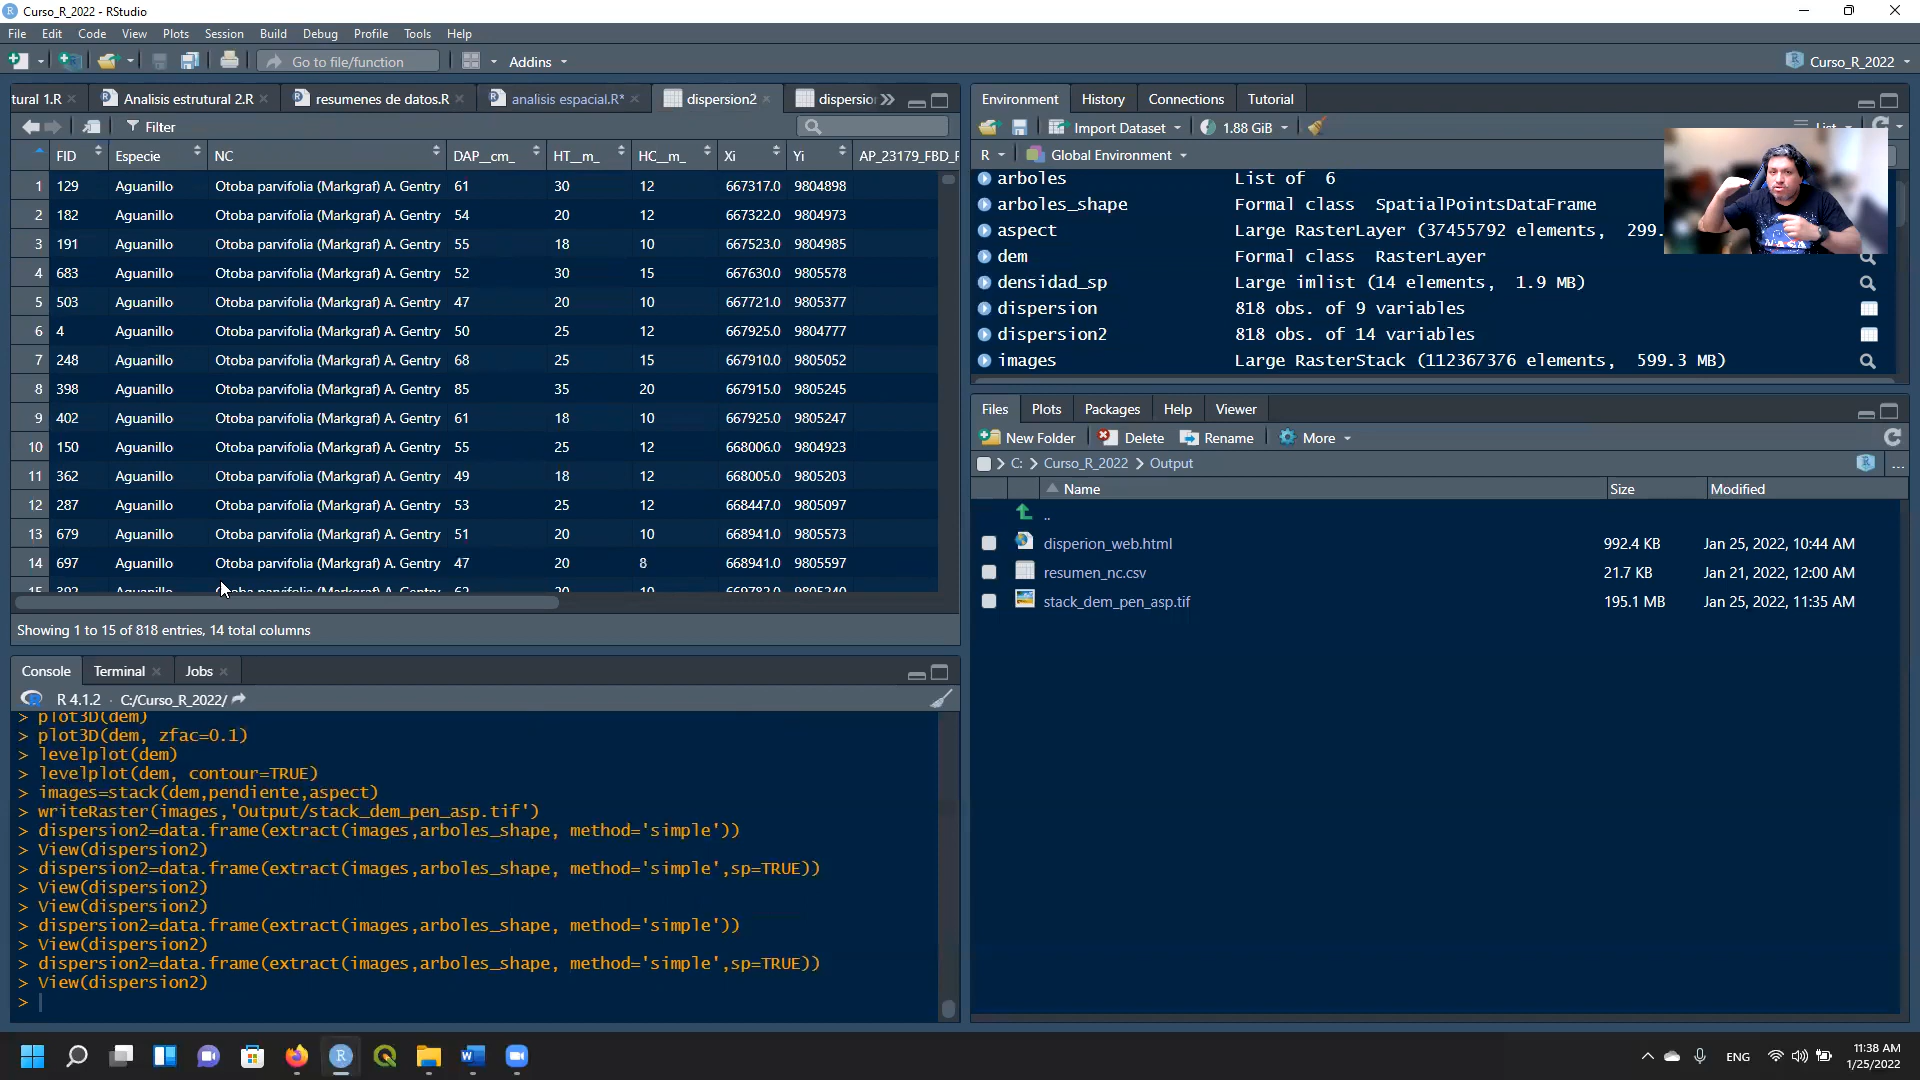 Curso_R_2022 - RStudio
File Edit Code View Plots Session Build Debug Profile Tools Help
Go to file/function Addins Curso_R_2022
tural 1.R Analisis estrutural 2.R resumenes de datos.R analisis espacial.R* dispersion2 dispersio
Filter
FID Especie NC DAP__cm_ HT__m_ HC__m_ Xi Yi AP_23179_FBD_F
1 129 Aguanillo Otoba parvifolia (Markgraf) A. Gentry 61 30 12 667317.0 9804898
2 182 Aguanillo Otoba parvifolia (Markgraf) A. Gentry 54 20 12 667322.0 9804973
3 191 Aguanillo Otoba parvifolia (Markgraf) A. Gentry 55 18 10 667523.0 9804985
4 683 Aguanillo Otoba parvifolia (Markgraf) A. Gentry 52 30 15 667630.0 9805578
5 503 Aguanillo Otoba parvifolia (Markgraf) A. Gentry 47 20 10 667721.0 9805377
6 4 Aguanillo Otoba parvifolia (Markgraf) A. Gentry 50 25 12 667925.0 9804777
7 248 Aguanillo Otoba parvifolia (Markgraf) A. Gentry 68 25 15 667910.0 9805052
8 398 Aguanillo Otoba parvifolia (Markgraf) A. Gentry 85 35 20 667915.0 9805245
9 402 Aguanillo Otoba parvifolia (Markgraf) A. Gentry 61 18 10 667925.0 9805247
10 150 Aguanillo Otoba parvifolia (Markgraf) A. Gentry 55 25 12 668006.0 9804923
11 362 Aguanillo Otoba parvifolia (Markgraf) A. Gentry 49 18 12 668005.0 9805203
12 287 Aguanillo Otoba parvifolia (Markgraf) A. Gentry 53 25 12 668447.0 9805097
13 679 Aguanillo Otoba parvifolia (Markgraf) A. Gentry 51 20 10 668941.0 9805573
14 697 Aguanillo Otoba parvifolia (Markgraf) A. Gentry 47 20 8 668941.0 9805597
Showing 1 to 15 of 818 entries, 14 total columns
Console Terminal Jobs
R 4.1.2 · C:/Curso_R_2022/
> plot3D(dem)
> plot3D(dem, zfac=0.1)
> levelplot(dem)
> levelplot(dem, contour=TRUE)
> images=stack(dem,pendiente,aspect)
> writeRaster(images,'Output/stack_dem_pen_asp.tif')
> dispersion2=data.frame(extract(images,arboles_shape, method='simple'))
> View(dispersion2)
> dispersion2=data.frame(extract(images,arboles_shape, method='simple',sp=TRUE))
> View(dispersion2)
> View(dispersion2)
> dispersion2=data.frame(extract(images,arboles_shape, method='simple'))
> View(dispersion2)
> dispersion2=data.frame(extract(images,arboles_shape, method='simple',sp=TRUE))
> View(dispersion2)
>
Environment History Connections Tutorial
Import Dataset 1.88 GiB List
R Global Environment
arboles List of 6
arboles_shape Formal class SpatialPointsDataFrame
aspect Large RasterLayer (37455792 elements, 299.
dem Formal class RasterLayer
densidad_sp Large imlist (14 elements, 1.9 MB)
dispersion 818 obs. of 9 variables
dispersion2 818 obs. of 14 variables
images Large RasterStack (112367376 elements, 599.3 MB)
NASA
Files Plots Packages Help Viewer
New Folder Delete Rename More
C: Curso_R_2022 Output ...
Name Size Modified
..
disperion_web.html 992.4 KB Jan 25, 2022, 10:44 AM
resumen_nc.csv 21.7 KB Jan 21, 2022, 12:00 AM
stack_dem_pen_asp.tif 195.1 MB Jan 25, 2022, 11:35 AM
ENG
11:38 AM
1/25/2022